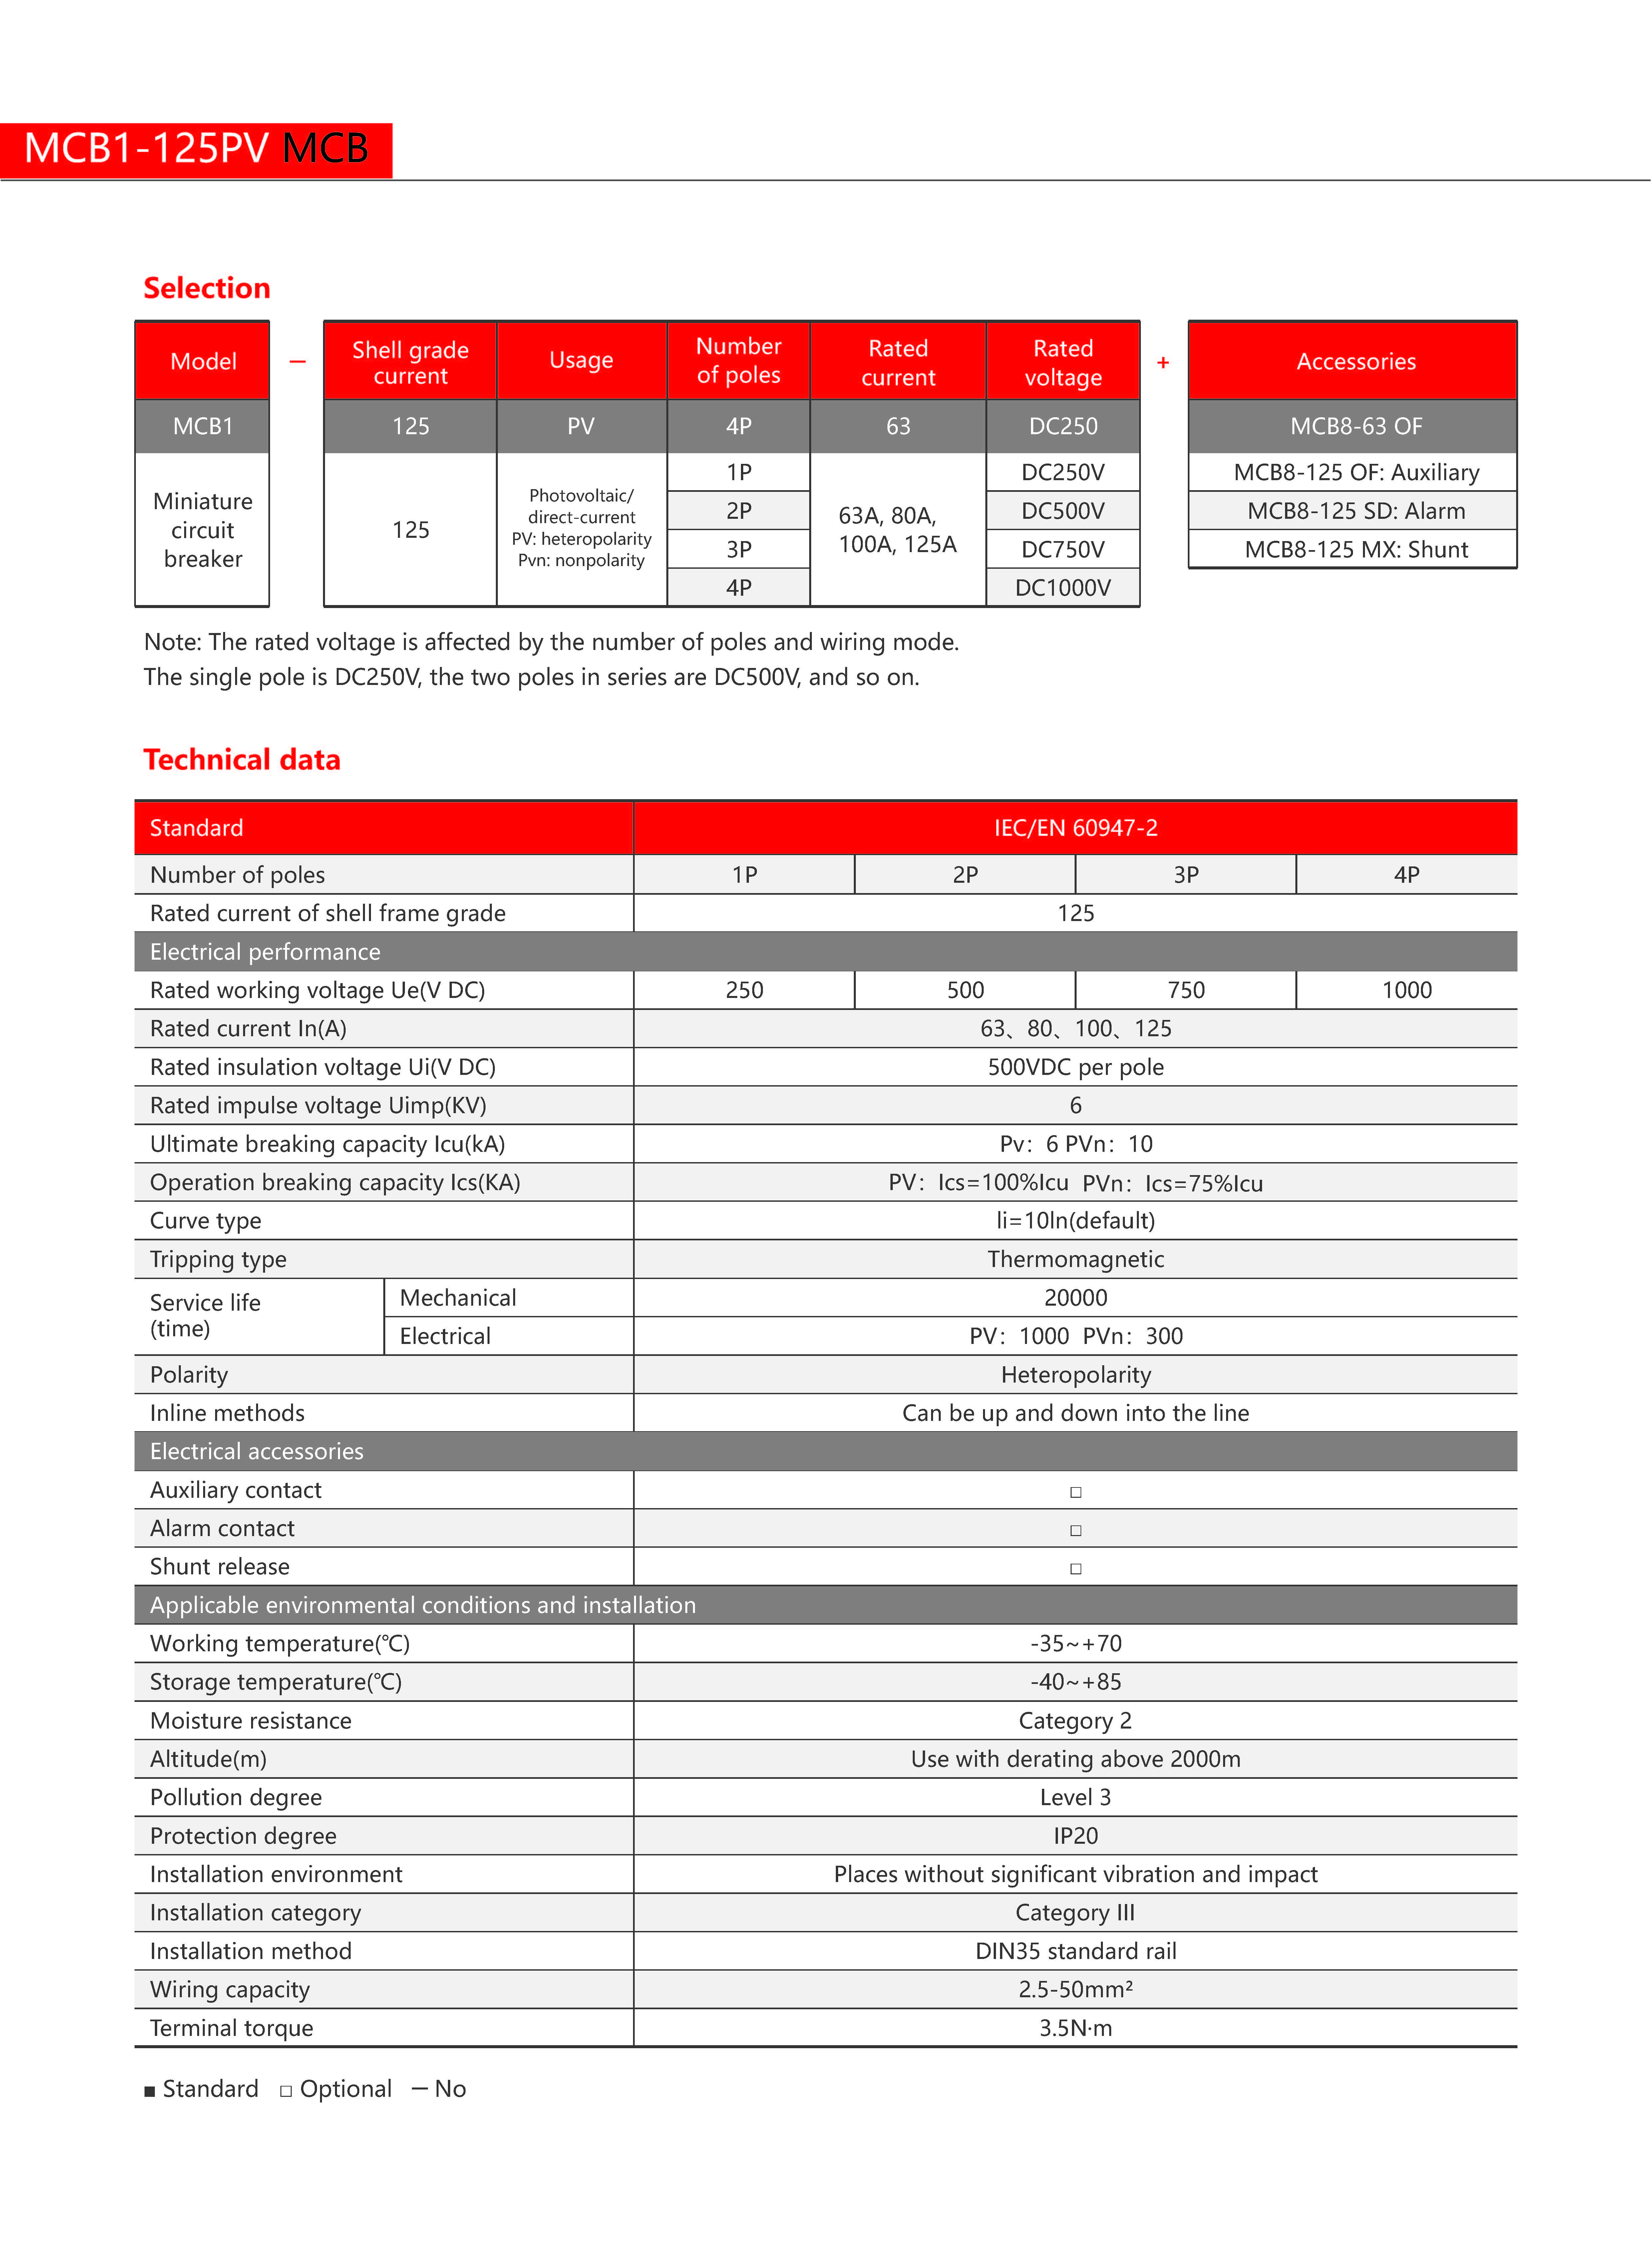 MCB1-125PV MCB
Selection
Model — Shell grade current Usage Number of poles Rated current Rated voltage + Accessories
MCB1 125 PV 4P 63 DC250 MCB8-63 OF
Miniature circuit breaker
125
Photovoltaic/
direct-current
PV: heteropolarity
Pvn: nonpolarity
1P
2P
3P
4P
63A, 80A,
100A, 125A
DC250V
DC500V
DC750V
DC1000V
MCB8-125 OF: Auxiliary
MCB8-125 SD: Alarm
MCB8-125 MX: Shunt
Note: The rated voltage is affected by the number of poles and wiring mode.
The single pole is DC250V, the two poles in series are DC500V, and so on.
Technical data
Standard IEC/EN 60947-2
Number of poles 1P 2P 3P 4P
Rated current of shell frame grade 125
Electrical performance
Rated working voltage Ue(V DC) 250 500 750 1000
Rated current In(A) 63、80、100、125
Rated insulation voltage Ui(V DC) 500VDC per pole
Rated impulse voltage Uimp(KV) 6
Ultimate breaking capacity Icu(kA) Pv：6 PVn：10
Operation breaking capacity Ics(KA) PV：Ics=100%Icu PVn：Ics=75%Icu
Curve type li=10ln(default)
Tripping type Thermomagnetic
Service life
(time)
Mechanical 20000
Electrical PV：1000 PVn：300
Polarity Heteropolarity
Inline methods Can be up and down into the line
Electrical accessories
Auxiliary contact □
Alarm contact □
Shunt release □
Applicable environmental conditions and installation
Working temperature(℃) -35~+70
Storage temperature(℃) -40~+85
Moisture resistance Category 2
Altitude(m) Use with derating above 2000m
Pollution degree Level 3
Protection degree IP20
Installation environment Places without significant vibration and impact
Installation category Category III
Installation method DIN35 standard rail
Wiring capacity 2.5-50mm²
Terminal torque 3.5N·m
■ Standard □ Optional — No